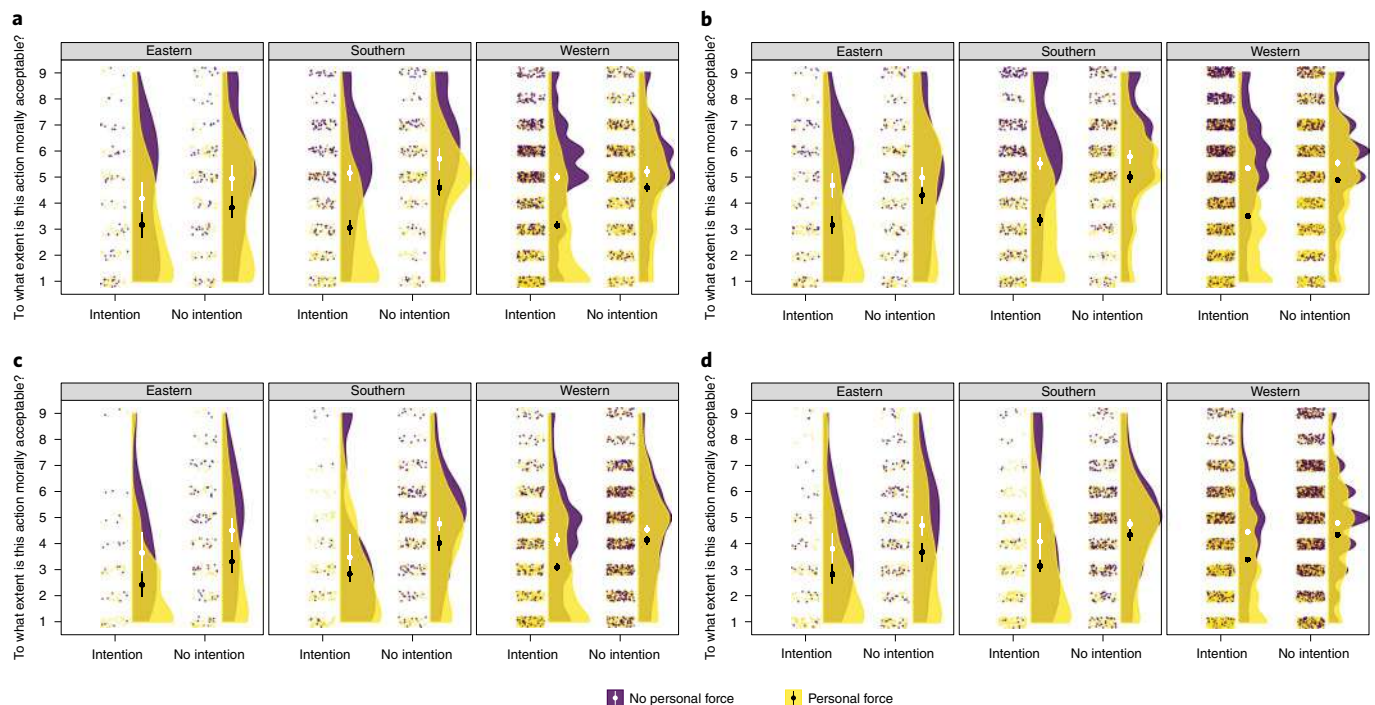 a
To what extent is this action morally acceptable?
Eastern
Southern
Western
9
8
7
6
5
4
3
2
1
Intention
No intention
Intention
No intention
Intention
No intention
b
To what extent is this action morally acceptable?
Eastern
Southern
Western
9
8
7
6
5
4
3
2
1
Intention
No intention
Intention
No intention
Intention
No intention
c
To what extent is this action morally acceptable?
Eastern
Southern
Western
9
8
7
6
5
4
3
2
1
Intention
No intention
Intention
No intention
Intention
No intention
d
To what extent is this action morally acceptable?
Eastern
Southern
Western
9
8
7
6
5
4
3
2
1
Intention
No intention
Intention
No intention
Intention
No intention
No personal force
Personal force